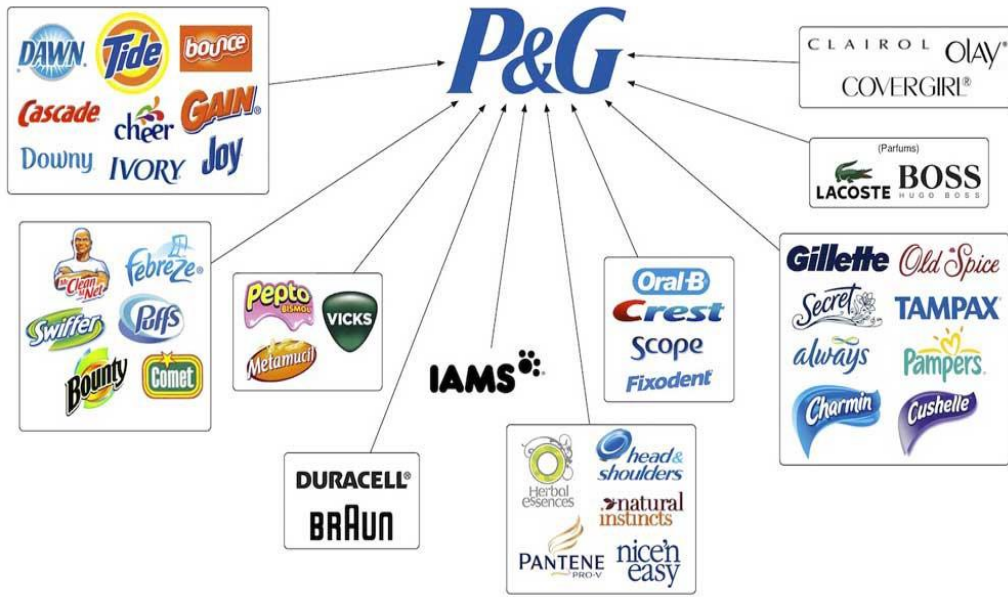 P&G
DAWN Tide bounce
Cascade cheer GAIN®
Downy IVORY Joy
CLAIROL OLAY®
COVERGIRL®
(Parfums)
LACOSTE BOSS
HUGO BOSS
Mr Clean
Mr Net
febreze®
Swiffer Puffs
Bounty Comet
Pepto
BISMOL
VICKS
Metamucil
IAMS
Oral-B
Crest
Scope
Fixodent
Gillette Old Spice
Secret TAMPAX
always Pampers
Charmin Cushelle
DURACELL®
BRAUN
Herbal
essences
head&
shoulders
natural
instincts
PANTENE
PRO-V
nice'n
easy